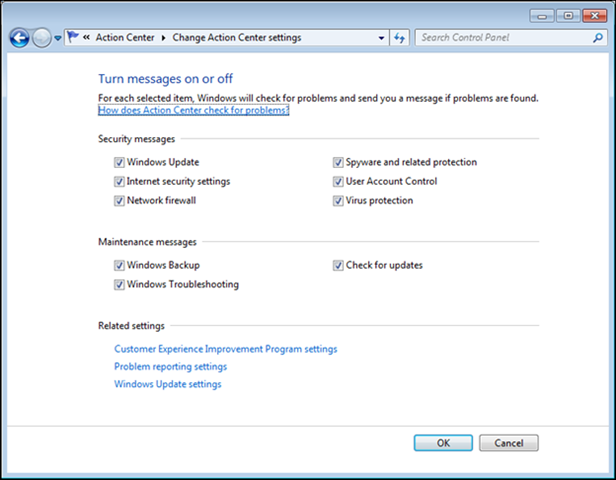 « Action Center ▸ Change Action Center settings
Search Control Panel
Turn messages on or off
For each selected item, Windows will check for problems and send you a message if problems are found.
How does Action Center check for problems?
Security messages
Windows Update
Spyware and related protection
Internet security settings
User Account Control
Network firewall
Virus protection
Maintenance messages
Windows Backup
Check for updates
Windows Troubleshooting
Related settings
Customer Experience Improvement Program settings
Problem reporting settings
Windows Update settings
OK
Cancel